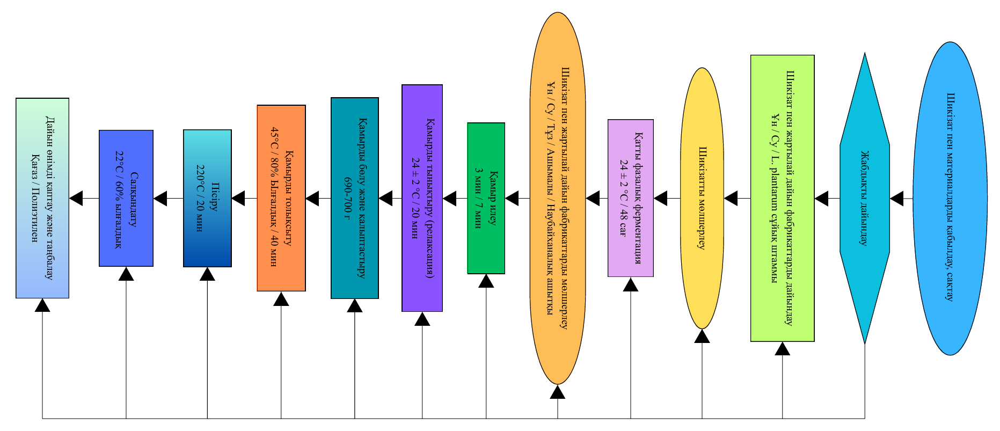 Шикізат пен материалдарды қабылдау, сақтау
Жабдықты дайындау
Шикізат пен жартылай дайын фабрикаттарды дайындау
Ұн / Су / L. plantarum сұйық штамы
Шикізатты мөлшерлеу
Қатты фазалық ферментация
24 ± 2 °C / 48 сағ
Шикізат пен жартылай дайын фабрикаттарды мөлшерлеу
Ұн / Су / Тұз / Ашымалы / Наубайханалық ашытқы
Қамыр илеу
3 мин / 7 мин
Қамырды тынықтыру (релаксация)
24 ± 2 °C / 20 мин
Қамырды бөлу және қалыптастыру
690-700 г
Қамырды толықсыту
45°C / 80% Ылғалдық / 40 мин
Пісіру
220°C / 20 мин
Салқындату
22°C / 60% ылғалдық
Дайын өнімді қаптау және таңбалау
Қағаз / Полиэтилен